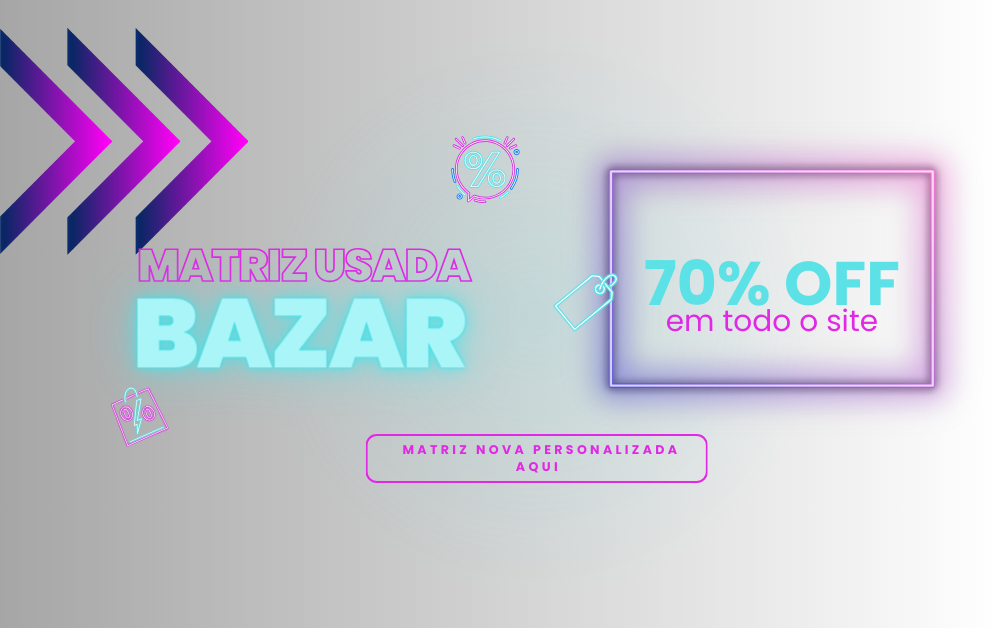 %
MATRIZ USADA
BAZAR
70% OFF
em todo o site
%
MATRIZ NOVA PERSONALIZADA
AQUI